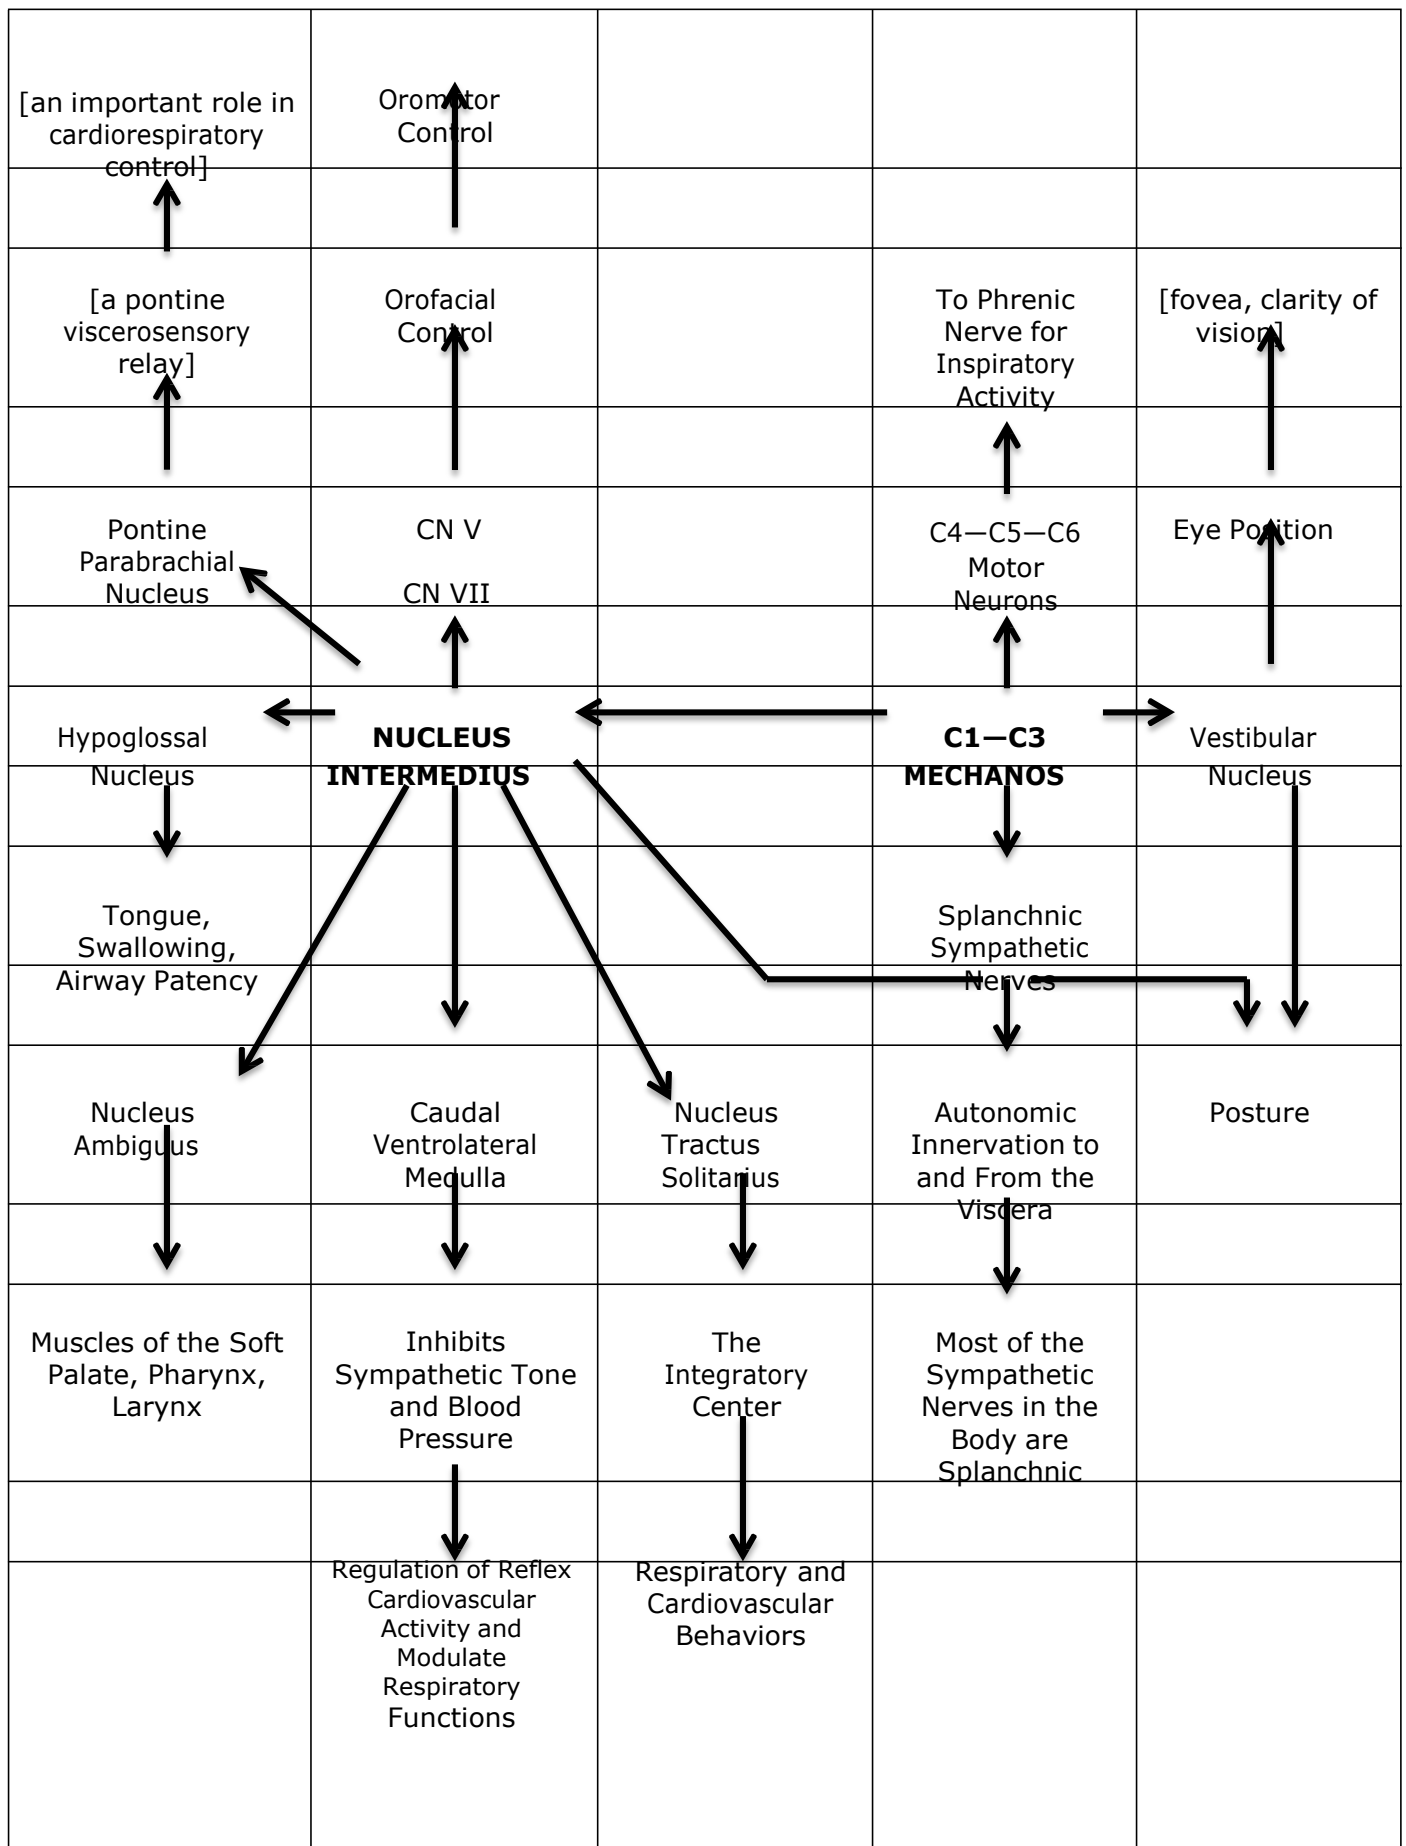 [an important role in
cardiorespiratory
control]
Oromotor
Control
[a pontine
viscerosensory
relay]
Orofacial
Control
To Phrenic
Nerve for
Inspiratory
Activity
[fovea, clarity of
vision]
Pontine
Parabrachial
Nucleus
CN V
CN VII
C4—C5—C6
Motor
Neurons
Eye Position
Hypoglossal
Nucleus
NUCLEUS
INTERMEDIUS
C1—C3
MECHANOS
Vestibular
Nucleus
Tongue,
Swallowing,
Airway Patency
Splanchnic
Sympathetic
Nerves
Nucleus
Ambiguus
Caudal
Ventrolateral
Medulla
Nucleus
Tractus
Solitarius
Autonomic
Innervation to
and From the
Viscera
Posture
Muscles of the Soft
Palate, Pharynx,
Larynx
Inhibits
Sympathetic Tone
and Blood
Pressure
The
Integratory
Center
Most of the
Sympathetic
Nerves in the
Body are
Splanchnic
Regulation of Reflex
Cardiovascular
Activity and
Modulate
Respiratory
Functions
Respiratory and
Cardiovascular
Behaviors